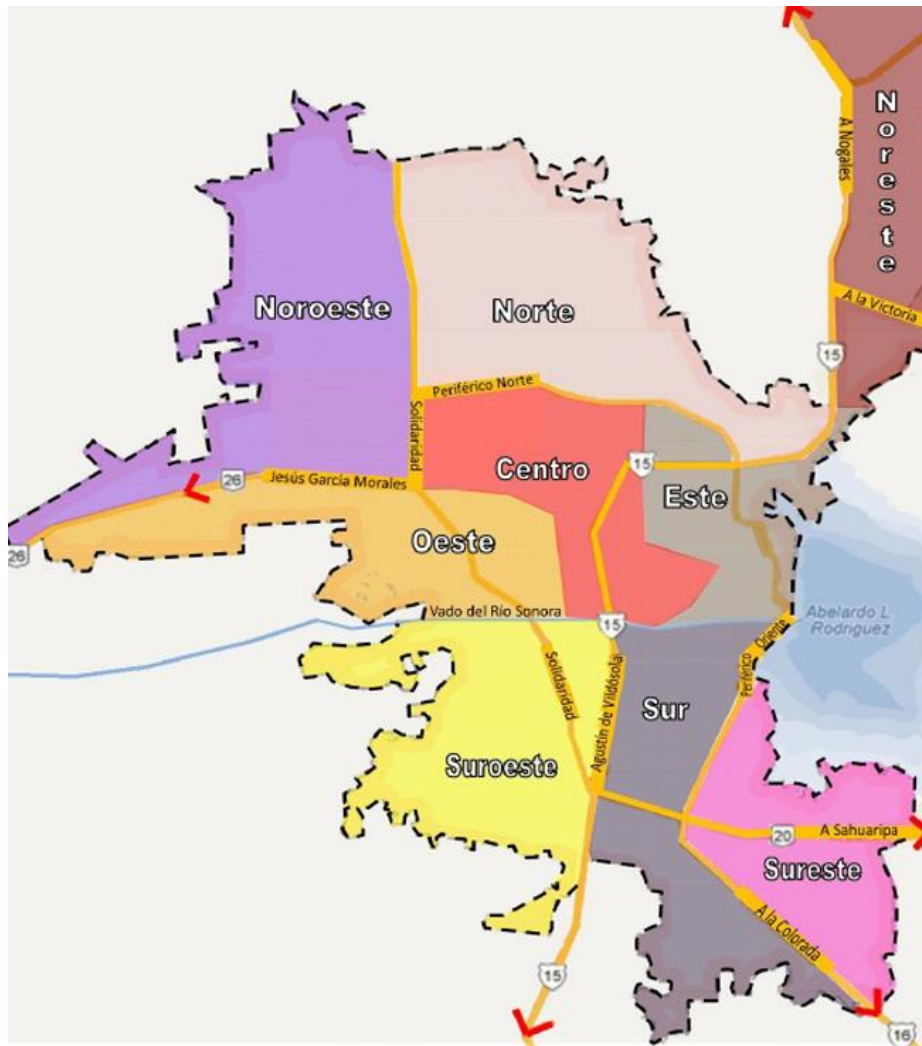 Noreste
A Nogales
A la Victoria
15
Noroeste
Norte
Periférico Norte
Solidaridad
Centro
15
Este
26
Jesús García Morales
Oeste
26
Vado del Río Sonora
15
Abelardo L
Rodriguez
Periférico Oriente
Solidaridad
Agustín de Vildósola
Sur
Suroeste
20
A Sahuaripa
Sureste
A la Colorada
15
16